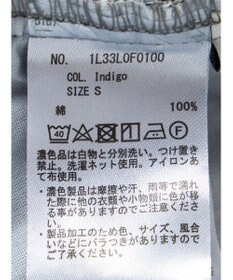 NO. 1L33L0F0100
COL. Indigo
SIZE S
綿 100%
40
濃色品は白物と分別洗い。つけ置き
禁止。洗濯ネット使用。アイロンあ
て布使用。
・濃色製品は摩擦や汗、雨等で濡れ
た際に他の衣類や小物類に色が移
る事がありますのでご注意くださ
い。
・製品加工のため、サイズ、風合
いなどにバラつきがありますので
ご了承ください。